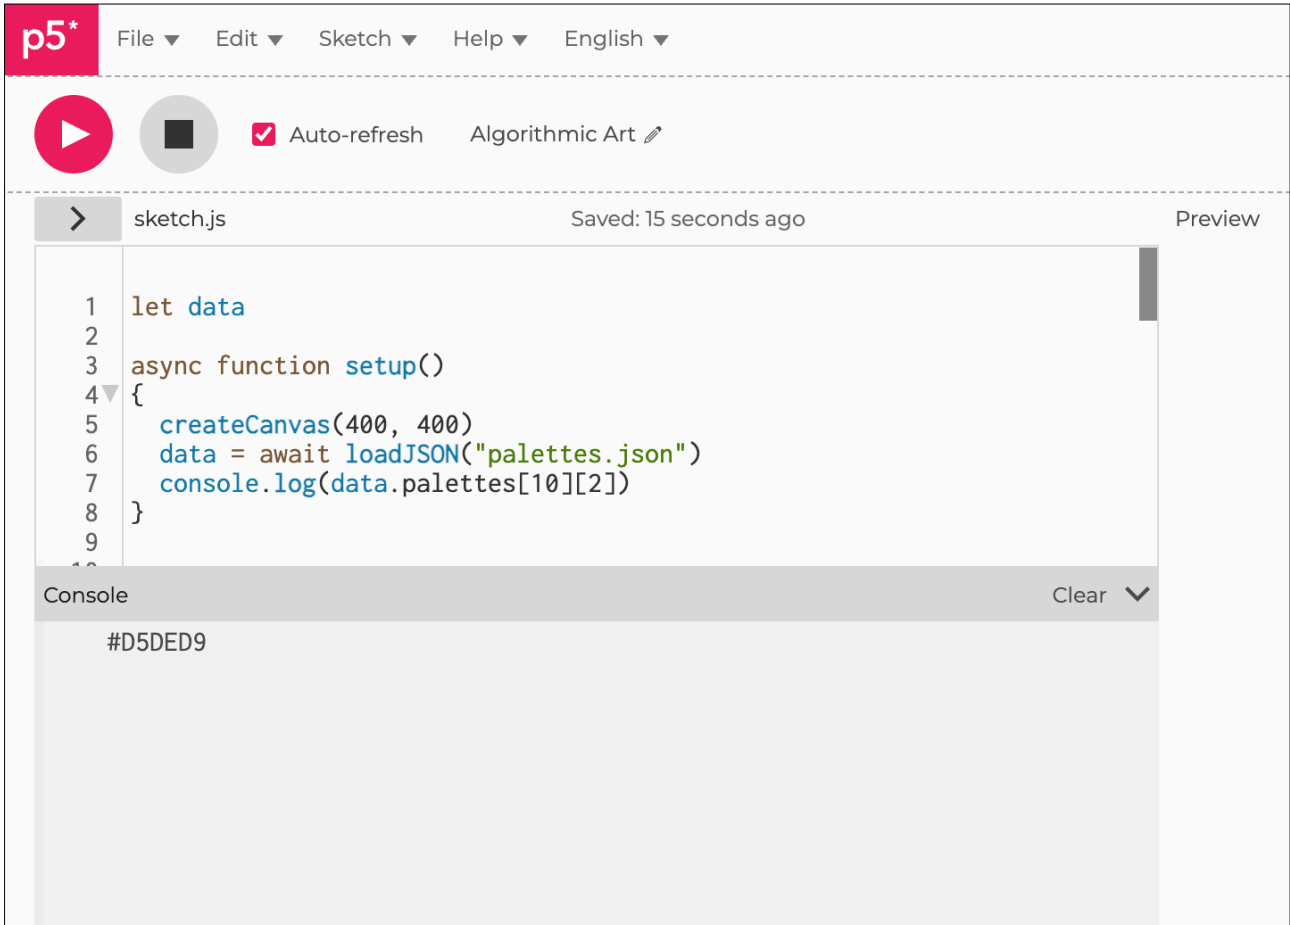 p5*
File Edit Sketch Help English
Auto-refresh Algorithmic Art
sketch.js Saved: 15 seconds ago Preview
1 let data
2
3 async function setup()
4 {
5 createCanvas(400, 400)
6 data = await loadJSON("palettes.json")
7 console.log(data.palettes[10][2])
8 }
9
Console Clear
#D5DED9